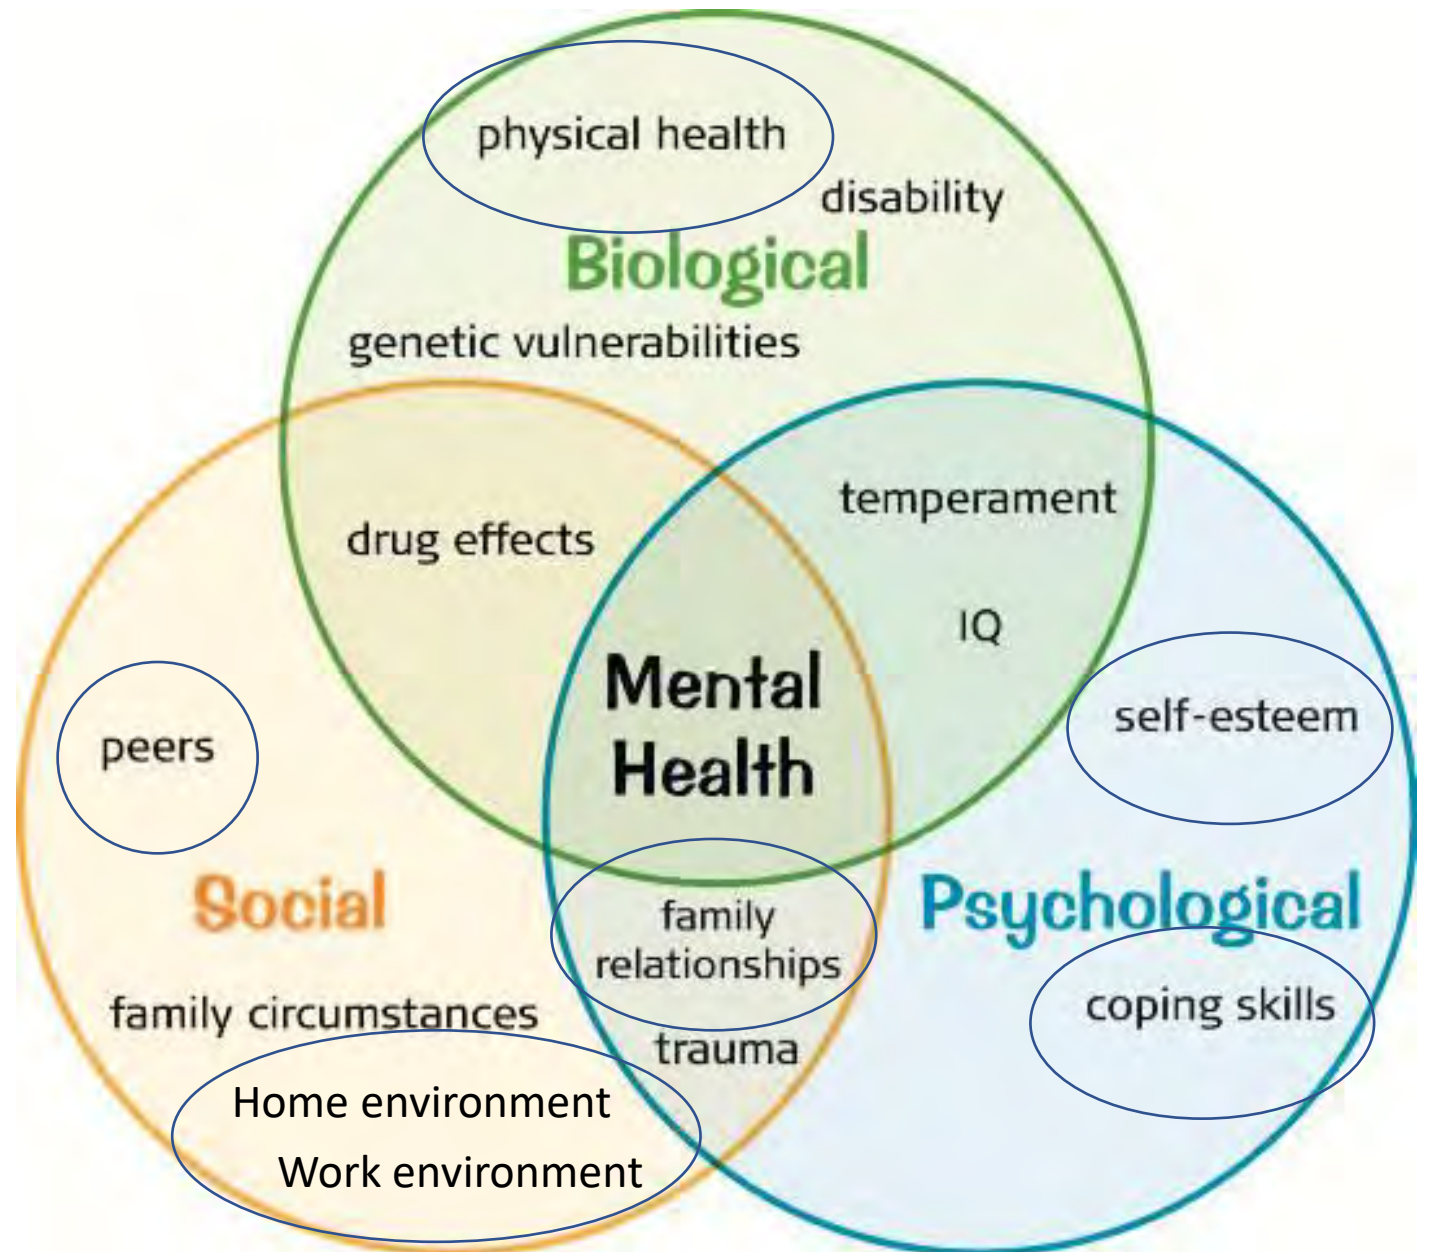 physical health
disability
Biological
genetic vulnerabilities
temperament
drug effects
IQ
Mental
Health
self-esteem
peers
Social
Psychological
family
relationships
coping skills
family circumstances
trauma
Home environment
Work environment